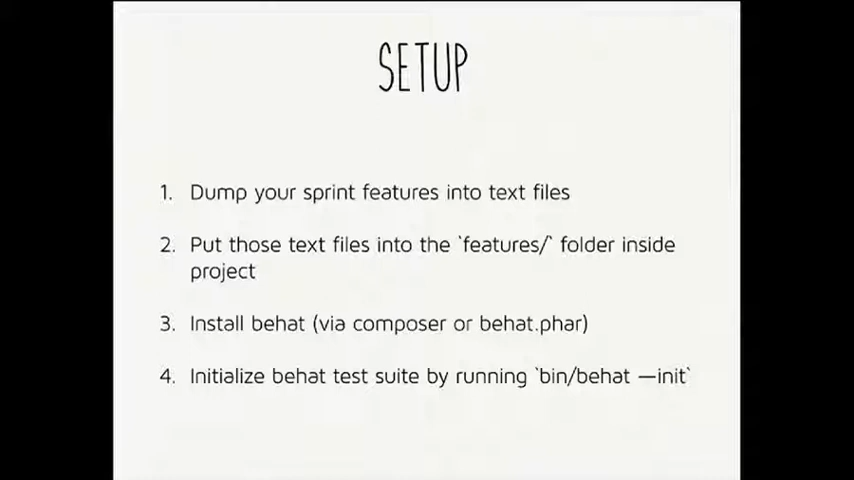 SETUP
1. Dump your sprint features into text files
2. Put those text files into the `features/` folder inside
project
3. Install behat (via composer or behat.phar)
4. Initialize behat test suite by running `bin/behat —init`